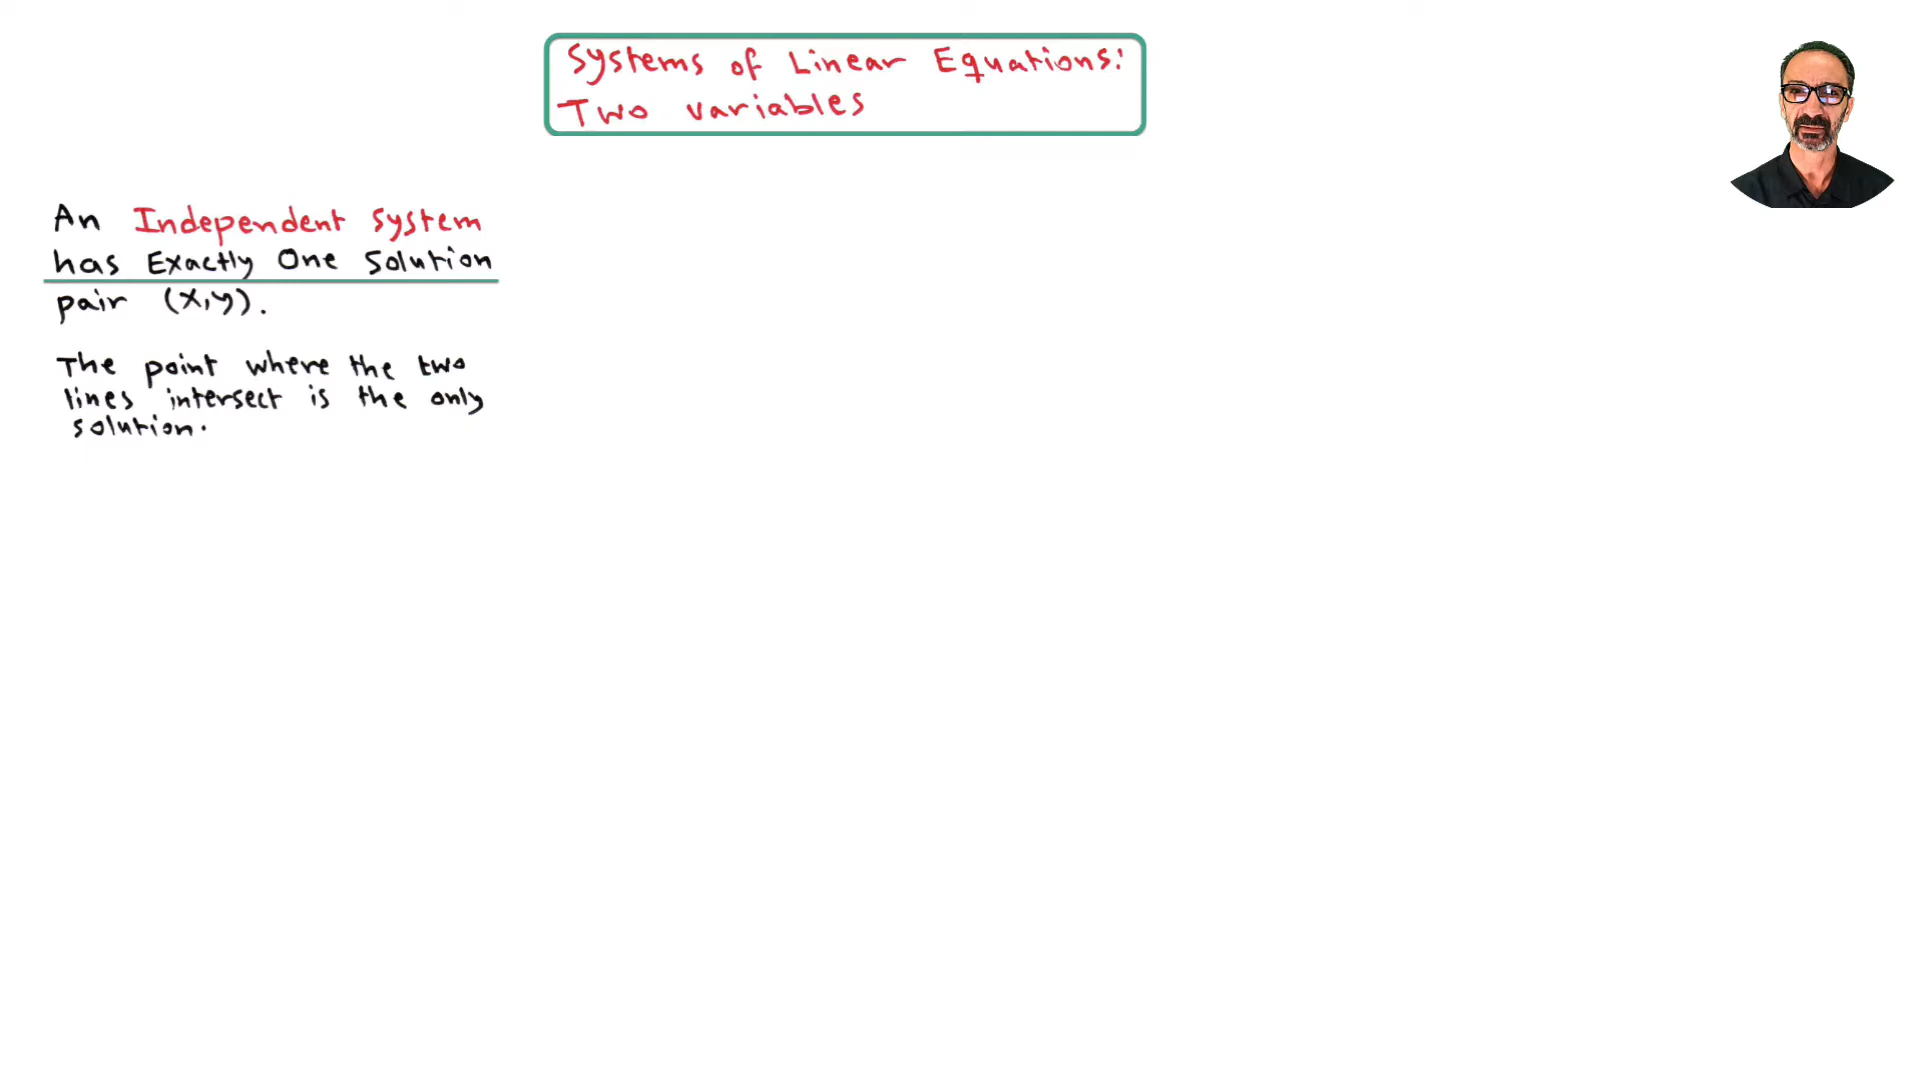 Systems of Linear Equations:
Two variables
An Independent system
has Exactly One Solution
pair (x,y).
The point where the two
lines intersect is the only
solution.